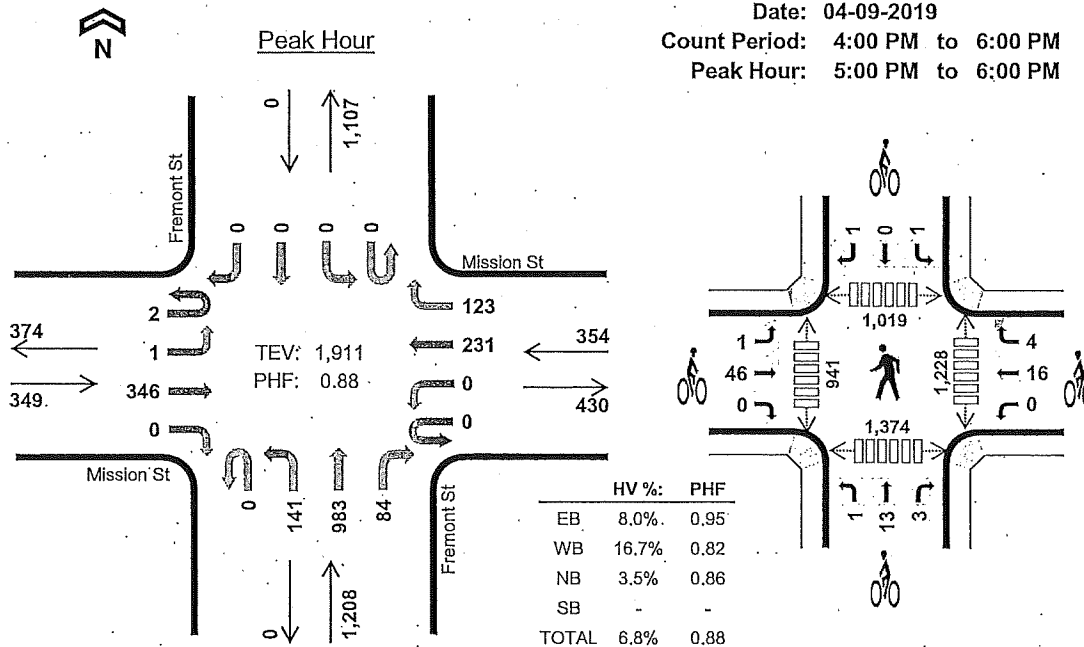 Date: 04-09-2019
Count Period: 4:00 PM to 6:00 PM
Peak Hour: 5:00 PM to 6:00 PM
N
Peak Hour
0
1,107
Fremont St
0
0
0
0
Mission St
2
1
346
0
374
349
TEV: 1,911
PHF: 0.88
123
231
0
0
354
430
Mission St
0
141
983
84
Fremont St
0
1,208
HV %: PHF
EB 8.0% 0.95
WB 16.7% 0.82
NB 3.5% 0.86
SB - -
TOTAL 6.8% 0.88
1
0
1
1,019
1
46
0
941
1,228
4
16
0
1,374
1
13
3